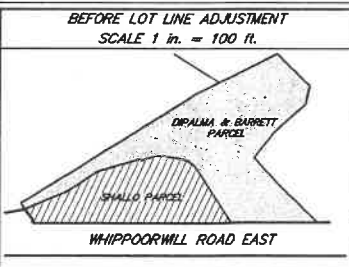 BEFORE LOT LINE ADJUSTMENT
SCALE 1 in. = 100 ft.
DIPALMA & BARRETT
PARCEL
SHALLO PARCEL
WHIPPOORWILL ROAD EAST